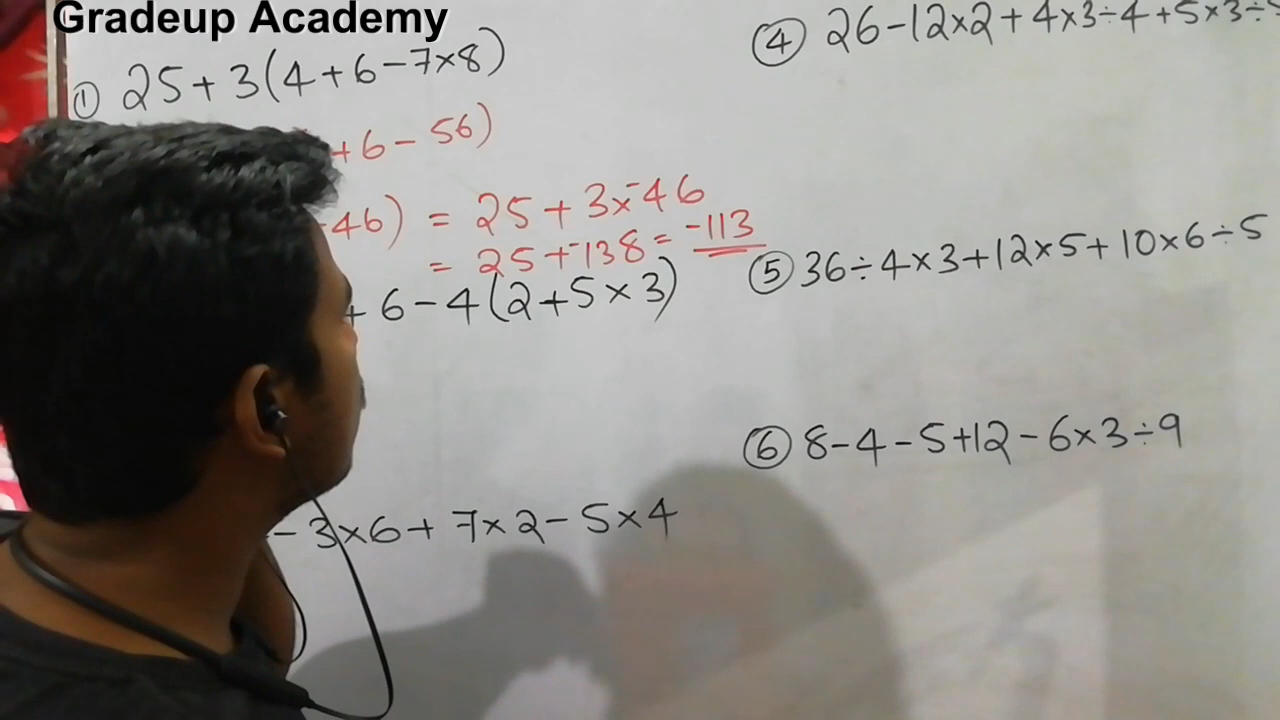 Gradeup Academy
① 25+3(4+6-7×8)
+6-56)
46) = 25+3×-46
= 25+-138 = -113
+ 6-4(2+5×3)
-3×6+ 7×2-5×4
④ 26-12×2+4×3÷4+5×3÷
⑤ 36÷4×3+12×5+10×6÷5
⑥ 8-4-5+12-6×3÷9